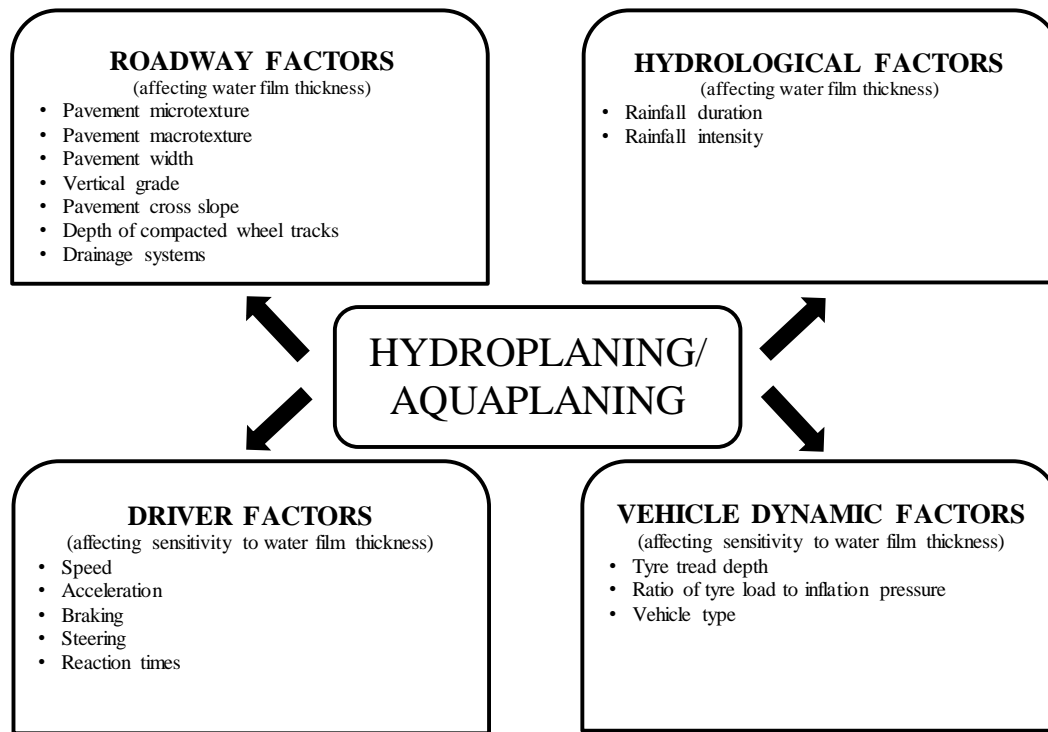 ROADWAY FACTORS
(affecting water film thickness)
• Pavement microtexture
• Pavement macrotexture
• Pavement width
• Vertical grade
• Pavement cross slope
• Depth of compacted wheel tracks
• Drainage systems
HYDROLOGICAL FACTORS
(affecting water film thickness)
• Rainfall duration
• Rainfall intensity
HYDROPLANING/
AQUAPLANING
DRIVER FACTORS
(affecting sensitivity to water film thickness)
• Speed
• Acceleration
• Braking
• Steering
• Reaction times
VEHICLE DYNAMIC FACTORS
(affecting sensitivity to water film thickness)
• Tyre tread depth
• Ratio of tyre load to inflation pressure
• Vehicle type